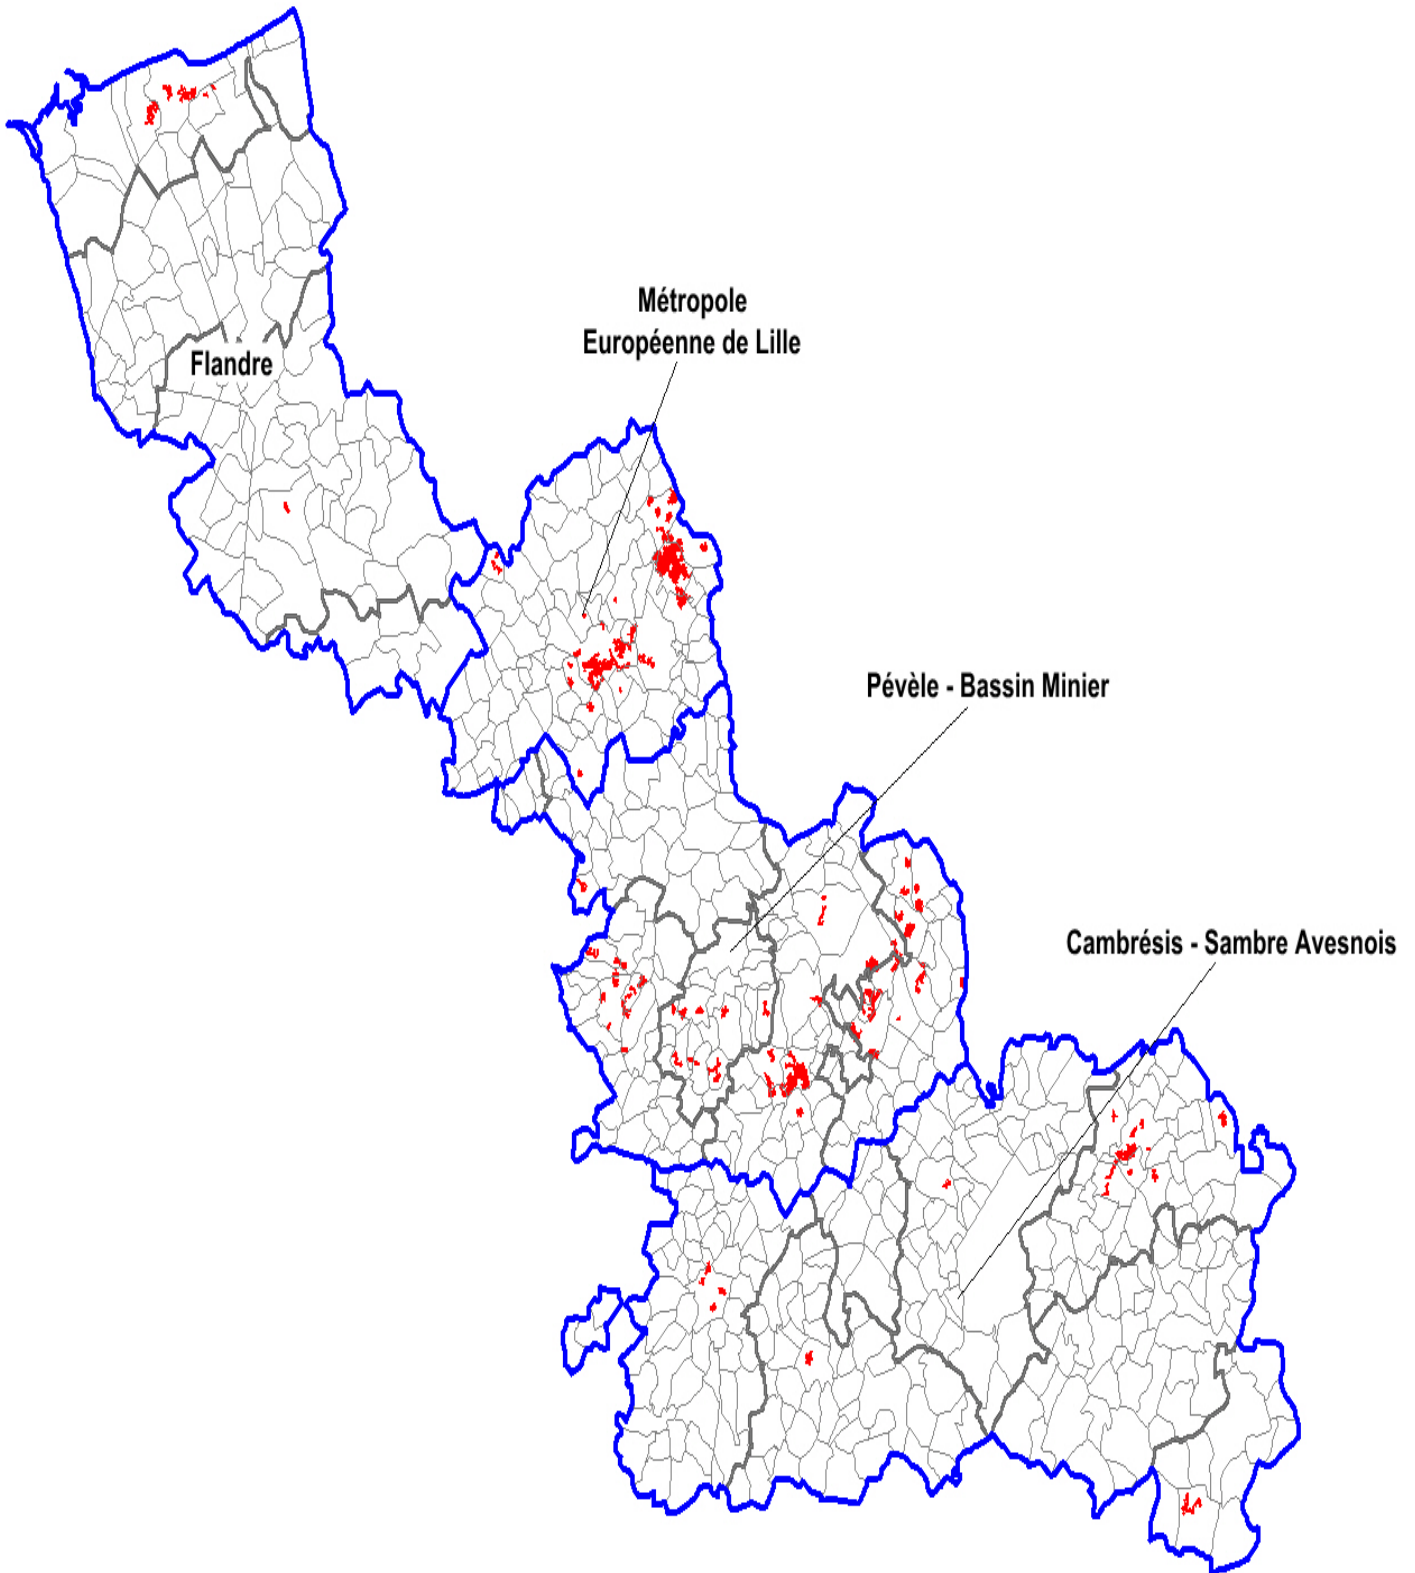 Métropole
Européenne de Lille
Flandre
Pévèle - Bassin Minier
Cambrésis - Sambre Avesnois